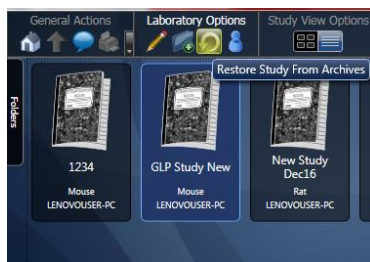 General Actions
Laboratory Options
Study View Options
Restore Study From Archives
Folders
1234
Mouse
LENOVOUSER-PC
GLP Study New
Mouse
LENOVOUSER-PC
New Study
Dec16
Rat
LENOVOUSER-PC